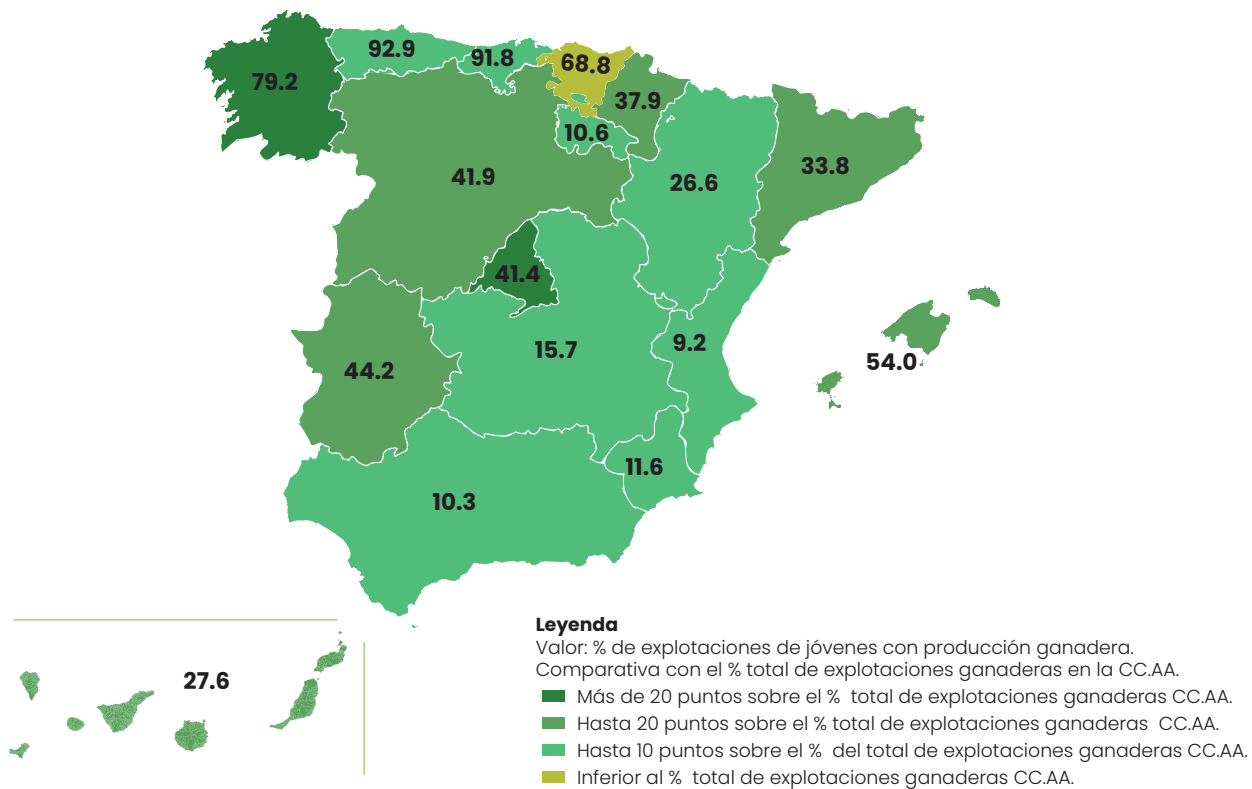 92.9
91.8
68.8
79.2
37.9
10.6
33.8
41.9
26.6
41.4
9.2
15.7
54.0
44.2
11.6
10.3
27.6
Leyenda
Valor: % de explotaciones de jóvenes con producción ganadera.
Comparativa con el % total de explotaciones ganaderas en la CC.AA.
Más de 20 puntos sobre el % total de explotaciones ganaderas CC.AA.
Hasta 20 puntos sobre el % total de explotaciones ganaderas CC.AA.
Hasta 10 puntos sobre el % del total de explotaciones ganaderas CC.AA.
Inferior al % total de explotaciones ganaderas CC.AA.